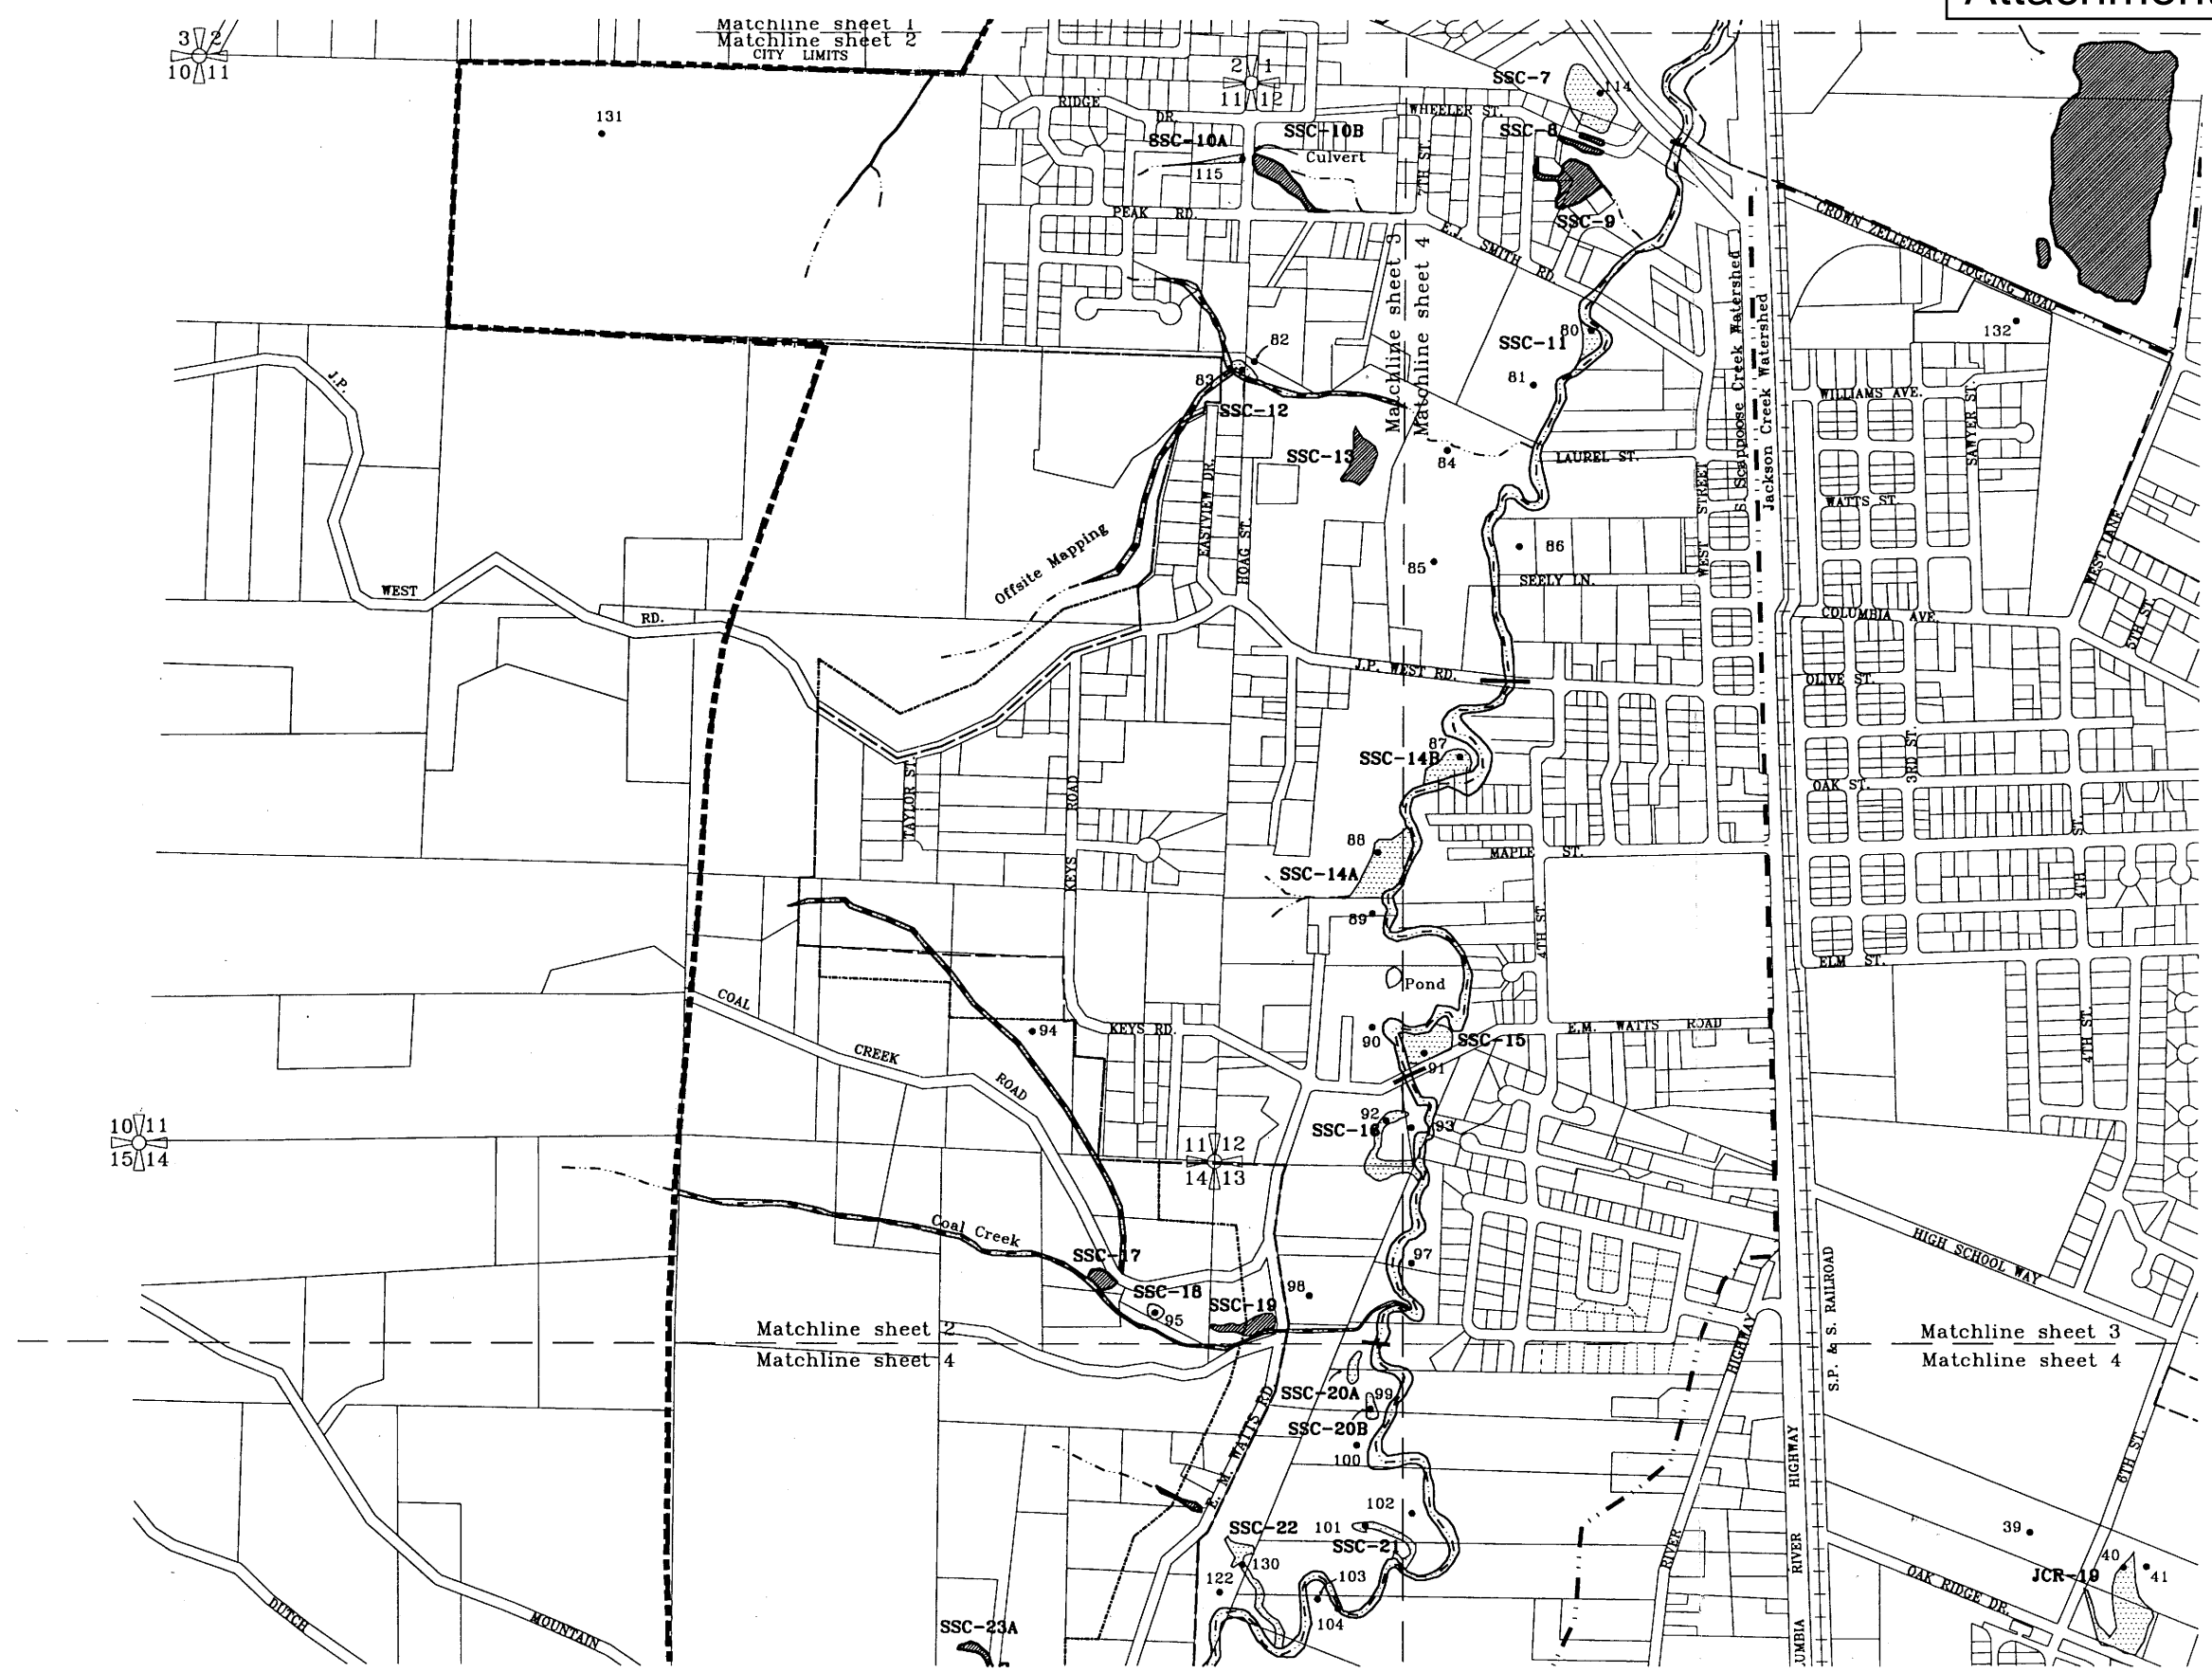 Matchline sheet 1
Matchline sheet 2
CITY LIMITS
3 2
10 11
2 1
11 12
131
RIDGE
DR.
SSC-10A
SSC-10B
Culvert
115
PEAK RD.
WHEELER ST.
7TH ST.
SSC-7
114
SSC-8
SSC-9
E.J. SMITH RD.
CROWN ZELLERBACH LOGGING ROAD
Scappoose Creek Watershed
Jackson Creek Watershed
Matchline sheet 3
Matchline sheet 4
80
SSC-11
81
132
82
83
SSC-12
SSC-13
84
LAUREL ST.
WILLIAMS AVE.
SAWYER ST.
WATTS ST.
WEST LANE
J.P.
WEST
RD.
Offsite Mapping
EASTVIEW DR.
HOAG ST.
85
86
SEELY LN.
WEST STREET
COLUMBIA AVE.
5TH ST.
J.P. WEST RD.
OLIVE ST.
3RD ST.
OAK ST.
87
SSC-14B
TAYLOR ST.
KEYS ROAD
88
SSC-14A
MAPLE ST.
89
4TH ST.
4TH
ST.
ELM ST.
Pond
COAL
CREEK
ROAD
94
KEYS RD.
90
SSC-15
91
E.M. WATTS ROAD
4TH ST.
10 11
15 14
11 12
14 13
92
SSC-16
93
Coal Creek
SSC-17
SSC-18
95
SSC-19
98
97
HIGH SCHOOL WAY
S.P. & S. RAILROAD
Matchline sheet 2
Matchline sheet 4
Matchline sheet 3
Matchline sheet 4
SSC-20A
99
SSC-20B
100
E. M. WATTS RD.
HIGHWAY
HIGHWAY
6TH ST.
102
SSC-22
101
SSC-21
130
122
103
104
RIVER
RIVER
39
40
JCR-19
41
OAK RIDGE DR.
DUTCH
MOUNTAIN
SSC-23A
UMBIA